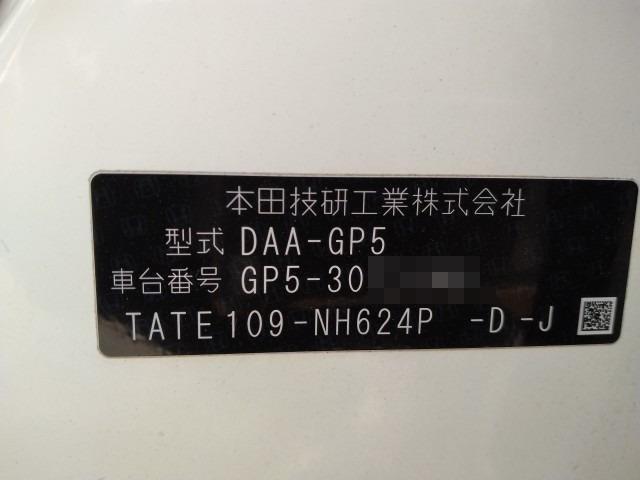 本田技研工業株式会社
型式 DAA-GP5
車台番号 GP5-30
TATE109-NH624P -D-J